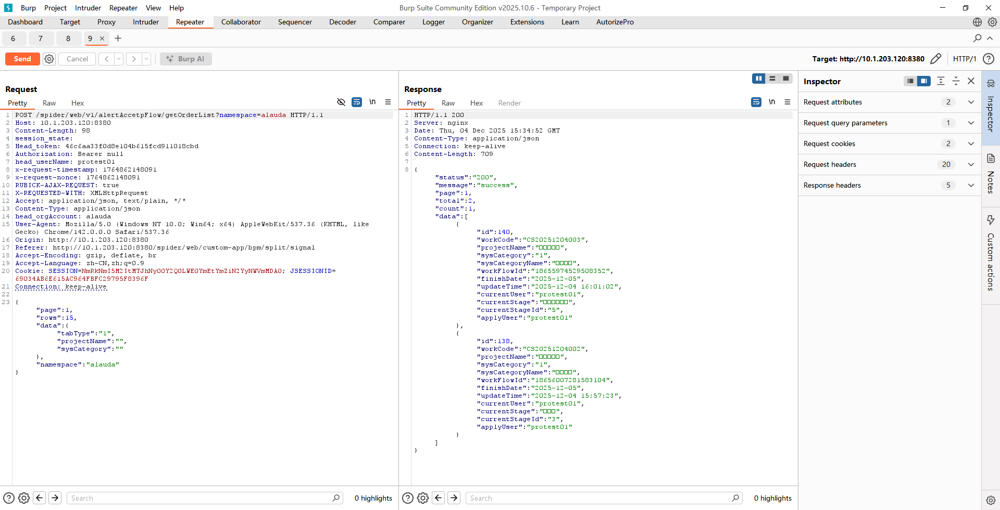 Burp Project Intruder Repeater View Help
Burp Suite Community Edition v2025.10.6 - Temporary Project
Dashboard Target Proxy Intruder Repeater Collaborator Sequencer Decoder Comparer Logger Organizer Extensions Learn AutorizePro
6 7 8 9 × +
Send Cancel < > Burp AI
Target: http://10.1.203.120:8380 HTTP/1
Request
Pretty Raw Hex \n
1 POST /spider/web/v1/alertAccetpFlow/getOrderList?namespace=alauda HTTP/1.1
2 Host: 10.1.203.120:8380
3 Content-Length: 98
4 session_state:
5 Head_token: 46c6aa33f0d8e104b615fcd911018cbd
6 Authorization: Bearer null
7 head_userName: protest01
8 x-request-timestamp: 1764862148091
9 x-request-nonce: 1764862148091
10 RUBICK-AJAX-REQUEST: true
11 X-REQUESTED-WITH: XMLHttpRequest
12 Accept: application/json, text/plain, */*
13 Content-Type: application/json
14 head_orgAccount: alauda
15 User-Agent: Mozilla/5.0 (Windows NT 10.0; Win64; x64) AppleWebKit/537.36 (KHTML, like
Gecko) Chrome/142.0.0.0 Safari/537.36
16 Origin: http://10.1.203.120:8380
17 Referer: http://10.1.203.120:8380/spider/web/custom-app/bpm/split/signal
18 Accept-Encoding: gzip, deflate, br
19 Accept-Language: zh-CN,zh;q=0.9
20 Cookie: SESSION=NmRkNmI5M2ItMTJhNy00Y2Q0LWE0YmEtYmZiN2YyNWVmMDA0; JSESSIONID=
69034AB6E615AC964FBFC29795F8396F
21 Connection: keep-alive
22
23 {
"page":1,
"rows":15,
"data":{
"tabType":"1",
"projectName":"",
"sysCategory":""
},
"namespace":"alauda"
}
Search 0 highlights
Response
Pretty Raw Hex Render \n
1 HTTP/1.1 200
2 Server: nginx
3 Date: Thu, 04 Dec 2025 15:34:52 GMT
4 Content-Type: application/json
5 Connection: keep-alive
6 Content-Length: 709
7
8 {
"status":"200",
"message":"success",
"page":1,
"total":2,
"count":1,
"data":[
{
"id":140,
"workCode":"CS20251204003",
"projectName":"□□□□□",
"sysCategory":"1",
"sysCategoryName":"□□□□",
"workFlowId":"18655974529508352",
"finishDate":"2025-12-05",
"updateTime":"2025-12-04 16:01:02",
"currentUser":"protest01",
"currentStage":"□□□□□□",
"currentStageId":"5",
"applyUser":"protest01"
},
{
"id":138,
"workCode":"CS20251204002",
"projectName":"□□□□□",
"sysCategory":"1",
"sysCategoryName":"□□□□",
"workFlowId":"18656007281583104",
"finishDate":"2025-12-05",
"updateTime":"2025-12-04 15:57:23",
"currentUser":"protest01",
"currentStage":"□□□",
"currentStageId":"3",
"applyUser":"protest01"
}
]
}
Search 0 highlights
Inspector
Request attributes 2
Request query parameters 1
Request cookies 2
Request headers 20
Response headers 5
Inspector
Notes
Custom actions